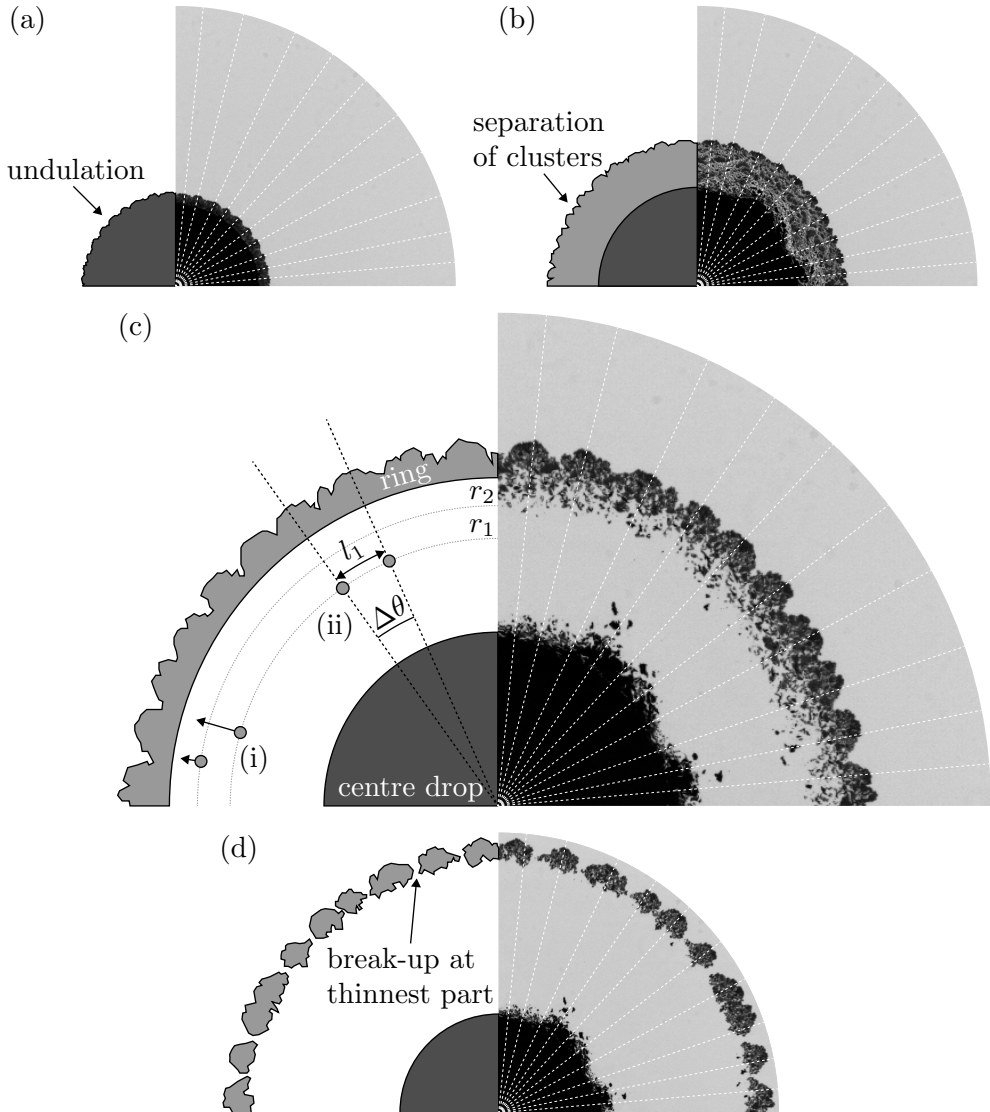 (a)
(b)
undulation
separation
of clusters
(c)
ring
r₂
r₁
l₁
(ii)
Δθ
(i)
centre drop
(d)
break-up at
thinnest part